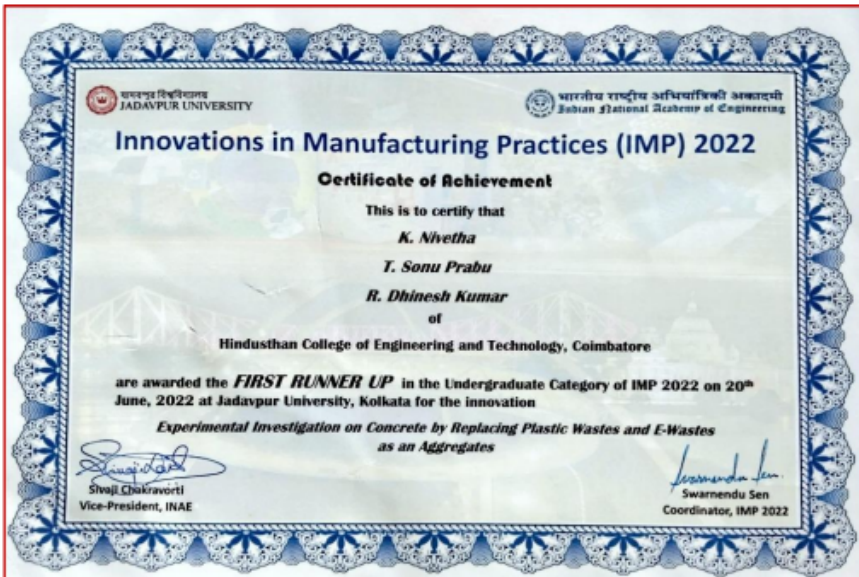 यादवपुर विश्वविद्यालय
JADAVPUR UNIVERSITY
भारतीय राष्ट्रीय अभियांत्रिकी अकादमी
Indian National Academy of Engineering
Innovations in Manufacturing Practices (IMP) 2022
Certificate of Achievement
This is to certify that
K. Nivetha
T. Sonu Prabu
R. Dhinesh Kumar
of
Hindusthan College of Engineering and Technology, Coimbatore
are awarded the FIRST RUNNER UP in the Undergraduate Category of IMP 2022 on 20th
June, 2022 at Jadavpur University, Kolkata for the innovation
Experimental Investigation on Concrete by Replacing Plastic Wastes and E-Wastes
as an Aggregates
Sivaji Chakravorti
Vice-President, INAE
Swarnendu Sen
Coordinator, IMP 2022